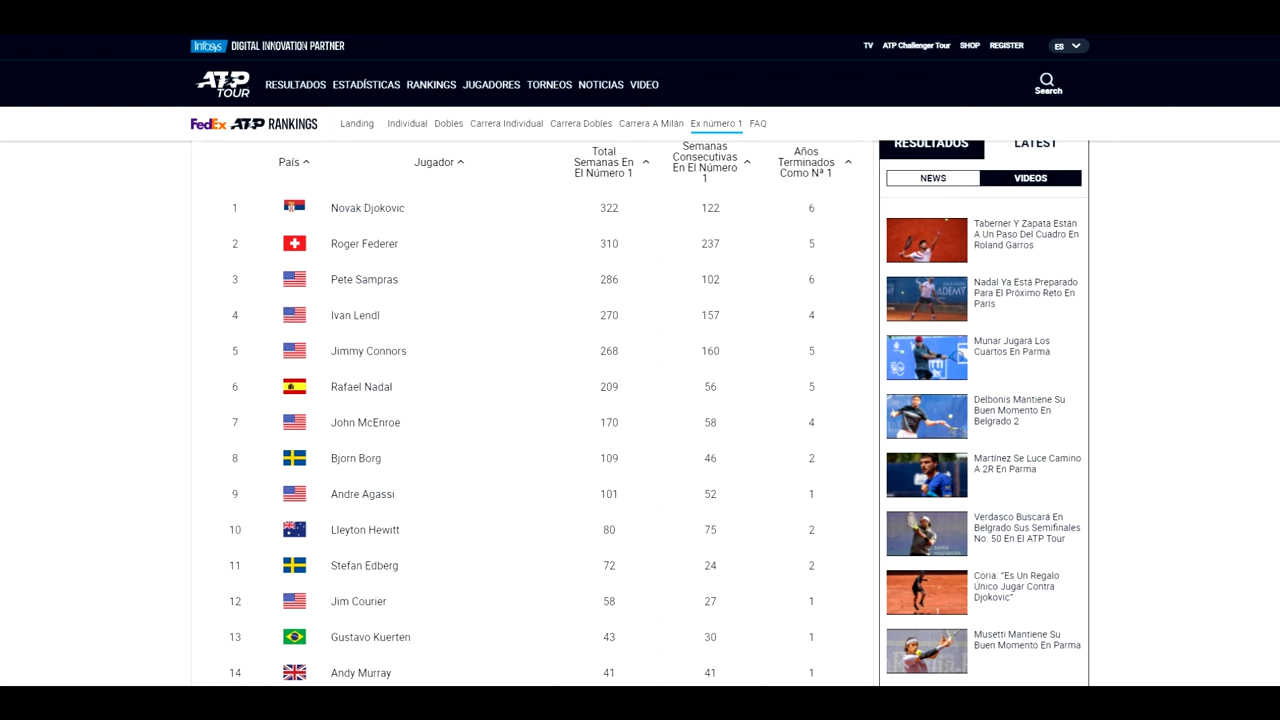 Infosys DIGITAL INNOVATION PARTNER
TV ATP Challenger Tour SHOP REGISTER ES
ATP TOUR RESULTADOS ESTADÍSTICAS RANKINGS JUGADORES TORNEOS NOTICIAS VIDEO Search
FedEx ATP RANKINGS Landing Individual Dobles Carrera Individual Carrera Dobles Carrera A Milán Ex número 1 FAQ
País Jugador
Total
Semanas En
El Número 1
Semanas
Consecutivas
En El Número
1
Años
Terminados
Como Nª 1
1 Novak Djokovic 322 122 6
2 Roger Federer 310 237 5
3 Pete Sampras 286 102 6
4 Ivan Lendl 270 157 4
5 Jimmy Connors 268 160 5
6 Rafael Nadal 209 56 5
7 John McEnroe 170 58 4
8 Bjorn Borg 109 46 2
9 Andre Agassi 101 52 1
10 Lleyton Hewitt 80 75 2
11 Stefan Edberg 72 24 2
12 Jim Courier 58 27 1
13 Gustavo Kuerten 43 30 1
14 Andy Murray 41 41 1
RESULTADOS LATEST
NEWS VIDEOS
Taberner Y Zapata Están
A Un Paso Del Cuadro En
Roland Garros
Nadal Ya Está Preparado
Para El Próximo Reto En
París
Munar Jugará Los
Cuartos En Parma
Delbonis Mantiene Su
Buen Momento En
Belgrado 2
Martínez Se Luce Camino
A 2R En Parma
Verdasco Buscará En
Belgrado Sus Semifinales
No. 50 En El ATP Tour
Coria: “Es Un Regalo
Único Jugar Contra
Djokovic”
Musetti Mantiene Su
Buen Momento En Parma